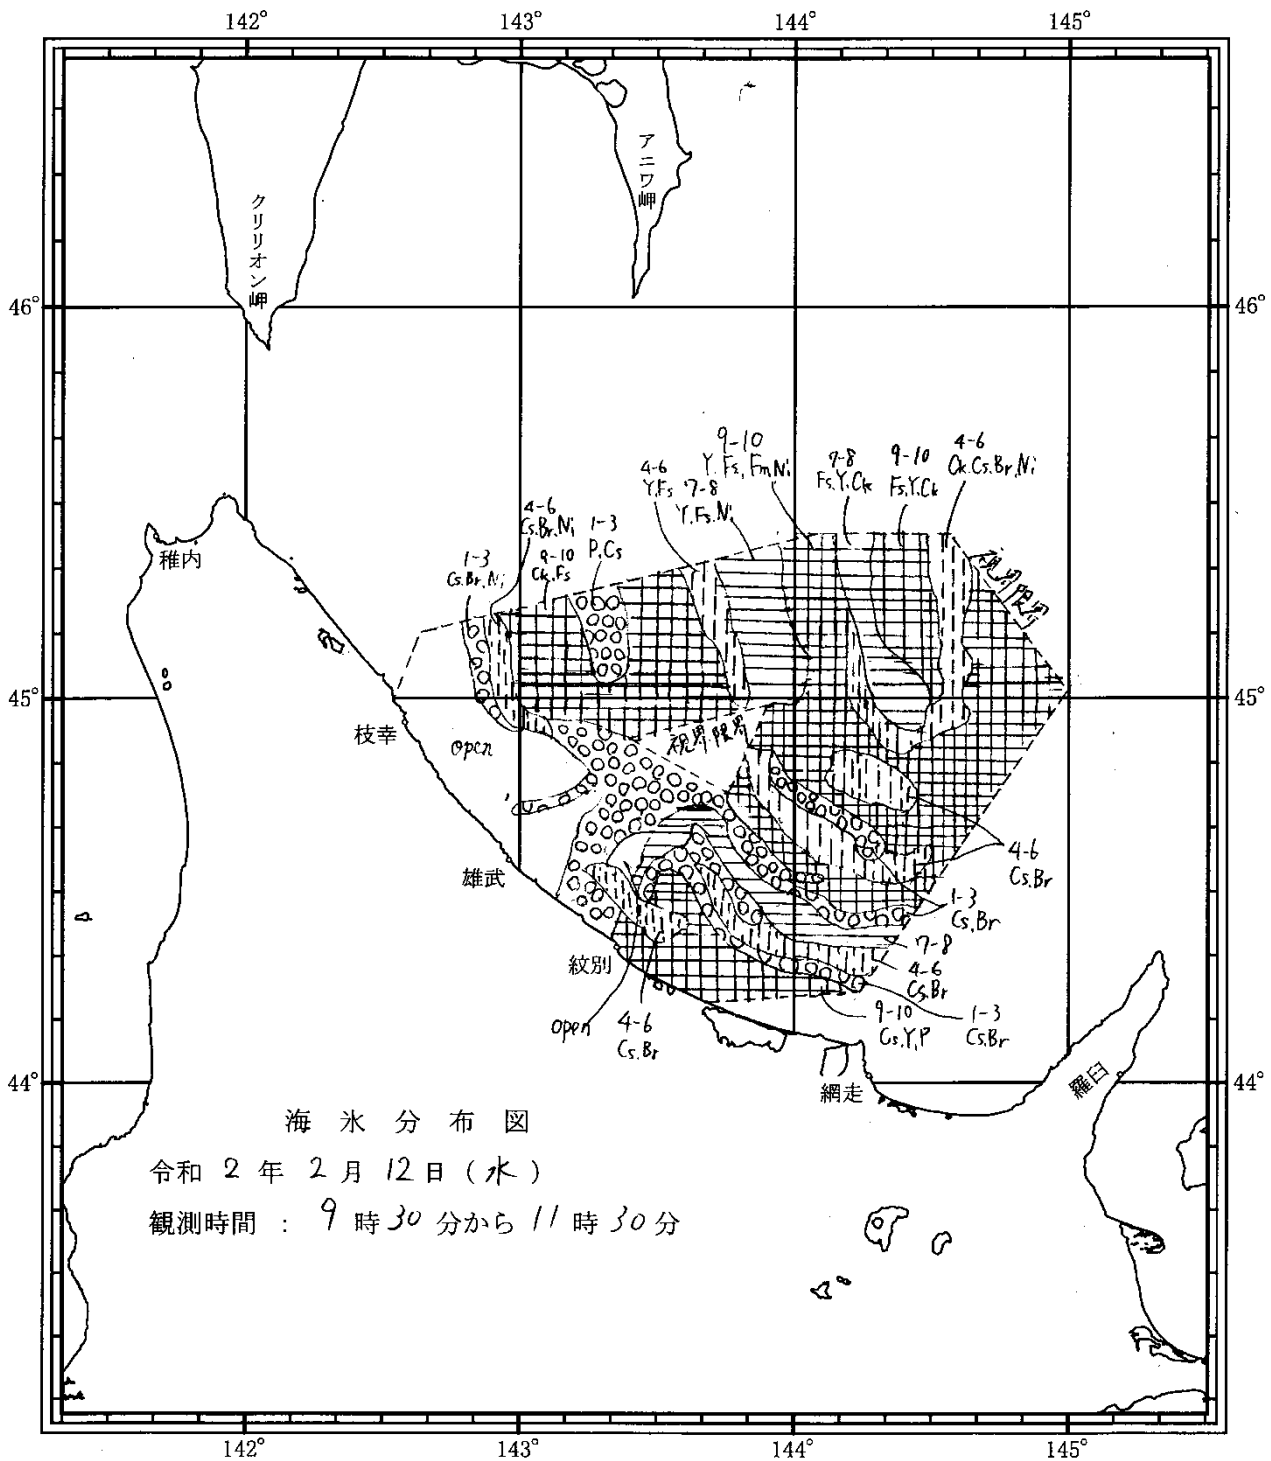 142° 143° 144° 145°
アニワ岬
クリリオン岬
46° 46°
9-10
Y.Fs,Fm,Ni
4-6
Y.Fs
7-8
Y.Fs.Ni
7-8
Fs.Y.Ck
9-10
Fs.Y.Ck
4-6
Ck.Cs.Br,Ni
4-6
Cs.Br.Ni
1-3
P.Cs
9-10
Ck.Fs
1-3
Cs.Br,Ni
稚内
視界限界
45° 45°
枝幸
open
視界限界
雄武
4-6
Cs.Br
1-3
Cs.Br
7-8
4-6
Cs.Br
紋別
open
4-6
Cs.Br
9-10
Cs.Y.P
1-3
Cs.Br
44° 44°
網走
羅臼
海氷分布図
令和 2 年 2 月 12 日 (水)
観測時間 : 9 時 30 分から 11 時 30 分
142° 143° 144° 145°